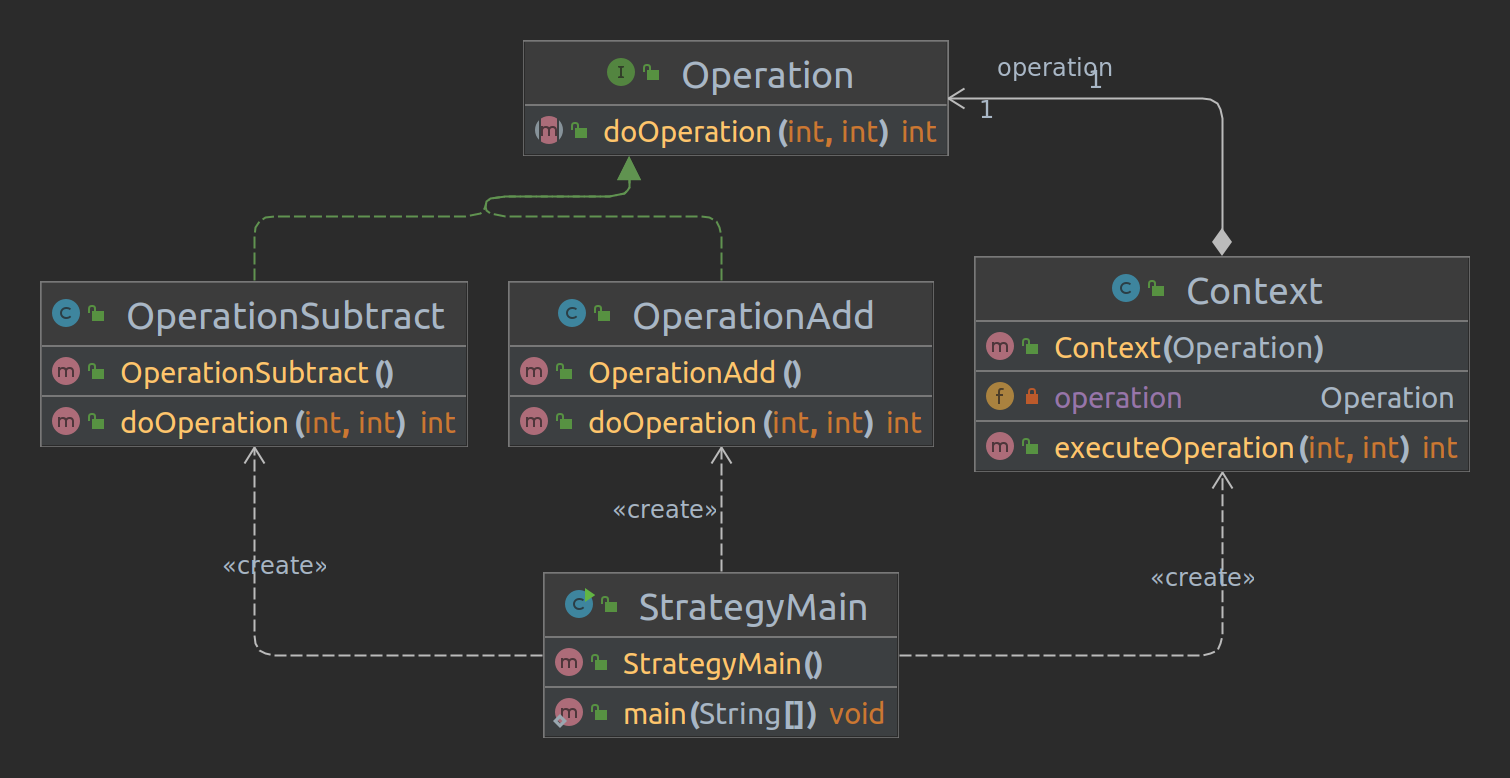 Operation
doOperation(int, int) int
operation
1
1
OperationSubtract
OperationSubtract()
doOperation(int, int) int
OperationAdd
OperationAdd()
doOperation(int, int) int
Context
Context(Operation)
operation Operation
executeOperation(int, int) int
«create»
«create»
«create»
StrategyMain
StrategyMain()
main(String[]) void